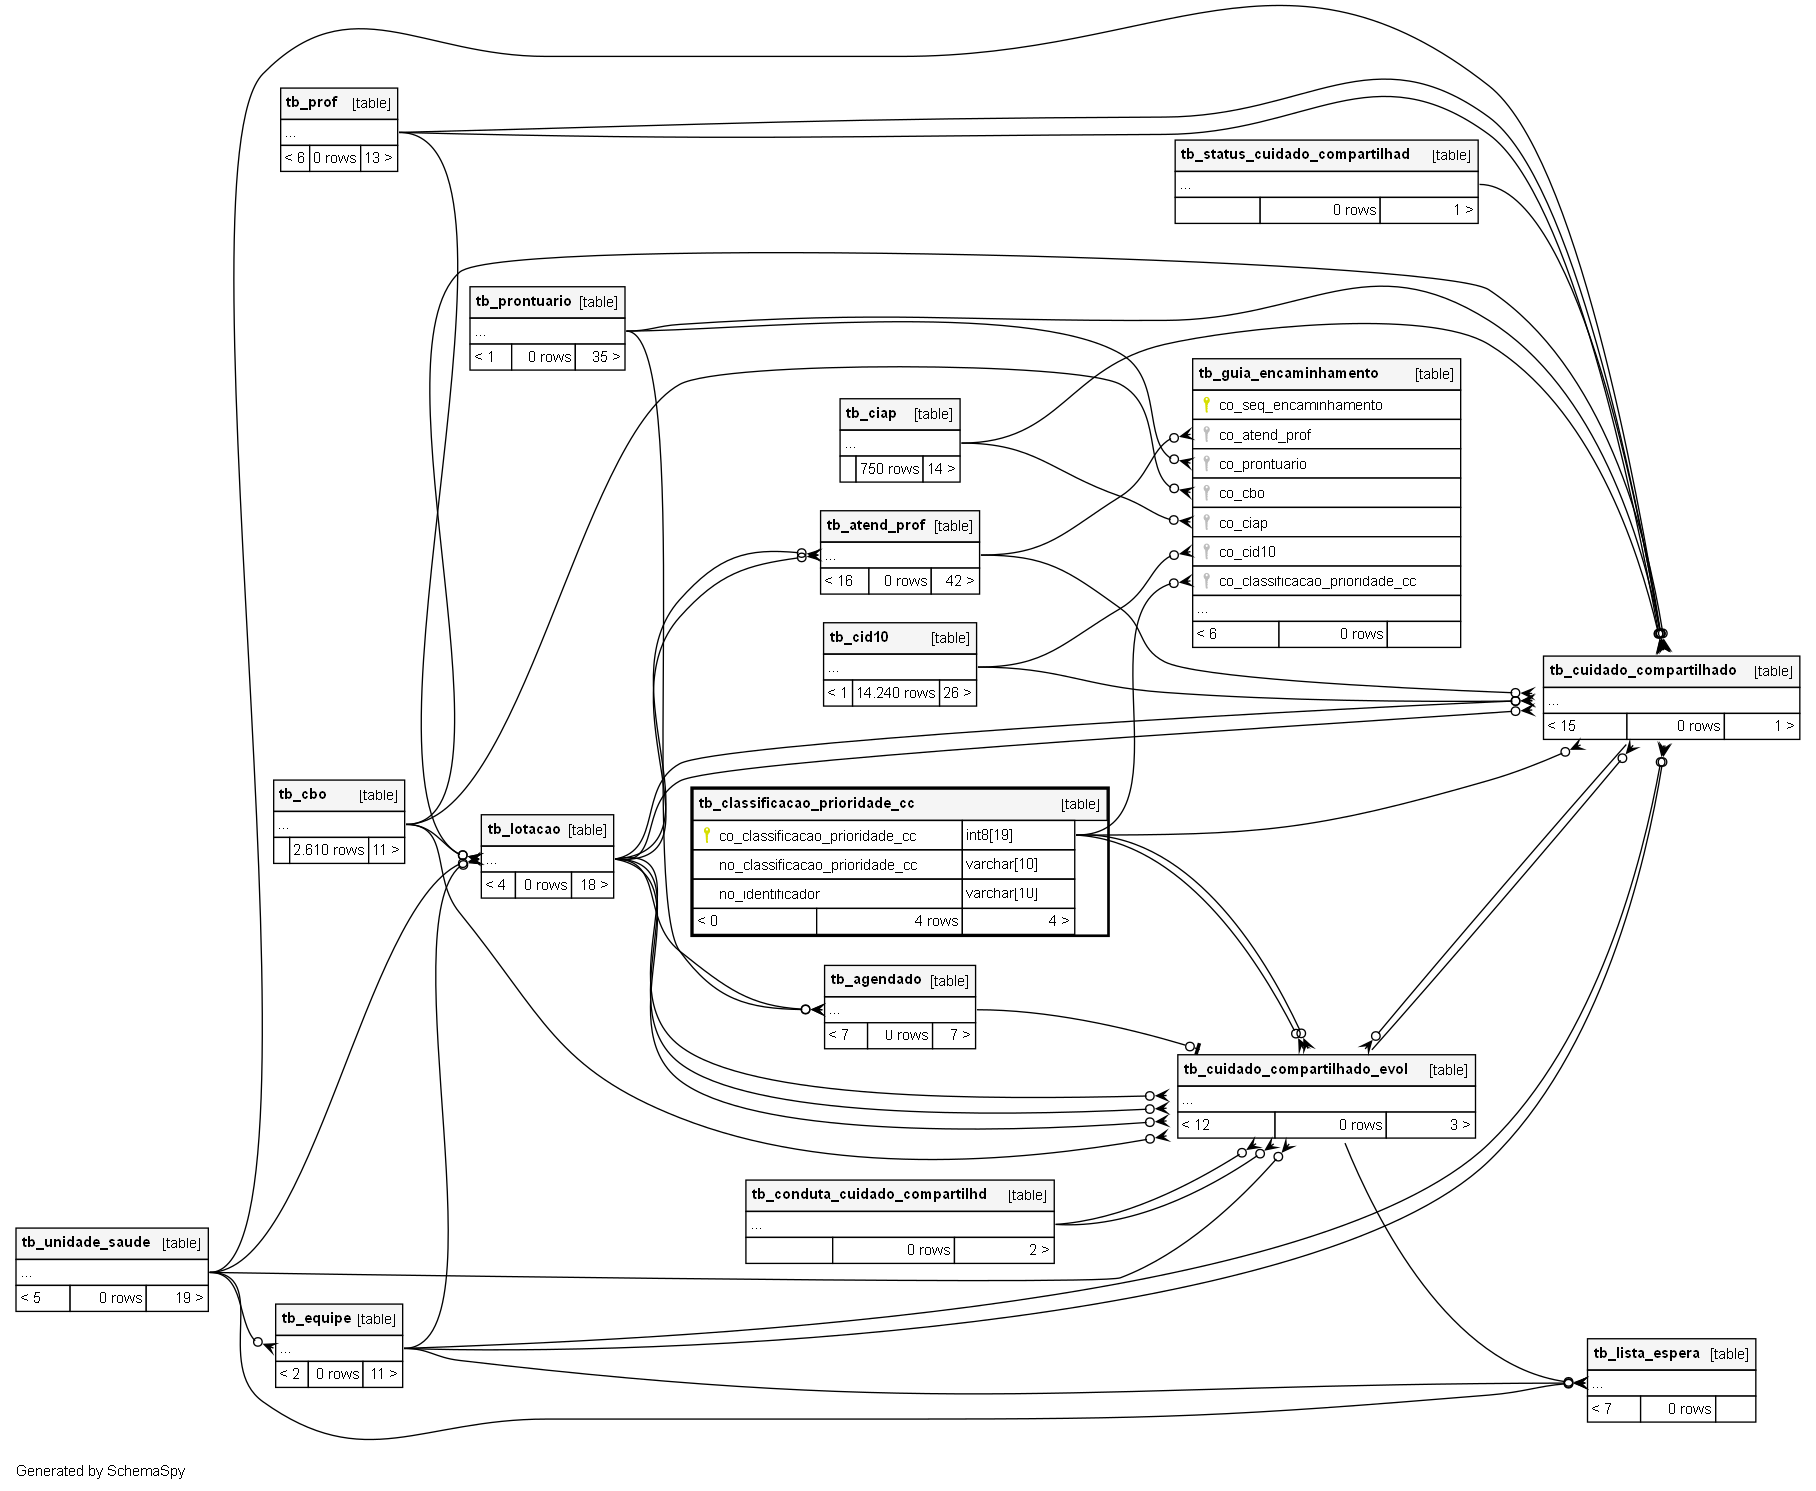 tb_prof [table]
...
< 6 0 rows 13 >
tb_status_cuidado_compartilhad [table]
...
0 rows 1 >
tb_prontuario [table]
...
< 1 0 rows 35 >
tb_guia_encaminhamento [table]
co_seq_encaminhamento
co_atend_prof
co_prontuario
co_cbo
co_ciap
co_cid10
co_classificacao_prioridade_cc
...
< 6 0 rows
tb_ciap [table]
...
750 rows 14 >
tb_atend_prof [table]
...
< 16 0 rows 42 >
tb_cid10 [table]
...
< 1 14.240 rows 26 >
tb_cuidado_compartilhado [table]
...
< 15 0 rows 1 >
tb_cbo [table]
...
2.610 rows 11 >
tb_lotacao [table]
...
< 4 0 rows 18 >
tb_classificacao_prioridade_cc [table]
co_classificacao_prioridade_cc int8[19]
no_classificacao_prioridade_cc varchar[10]
no_identificador varchar[10]
< 0 4 rows 4 >
tb_agendado [table]
...
< 7 0 rows 7 >
tb_cuidado_compartilhado_evol [table]
...
< 12 0 rows 3 >
tb_conduta_cuidado_compartilhd [table]
...
0 rows 2 >
tb_unidade_saude [table]
...
< 5 0 rows 19 >
tb_equipe [table]
...
< 2 0 rows 11 >
tb_lista_espera [table]
...
< 7 0 rows
Generated by SchemaSpy